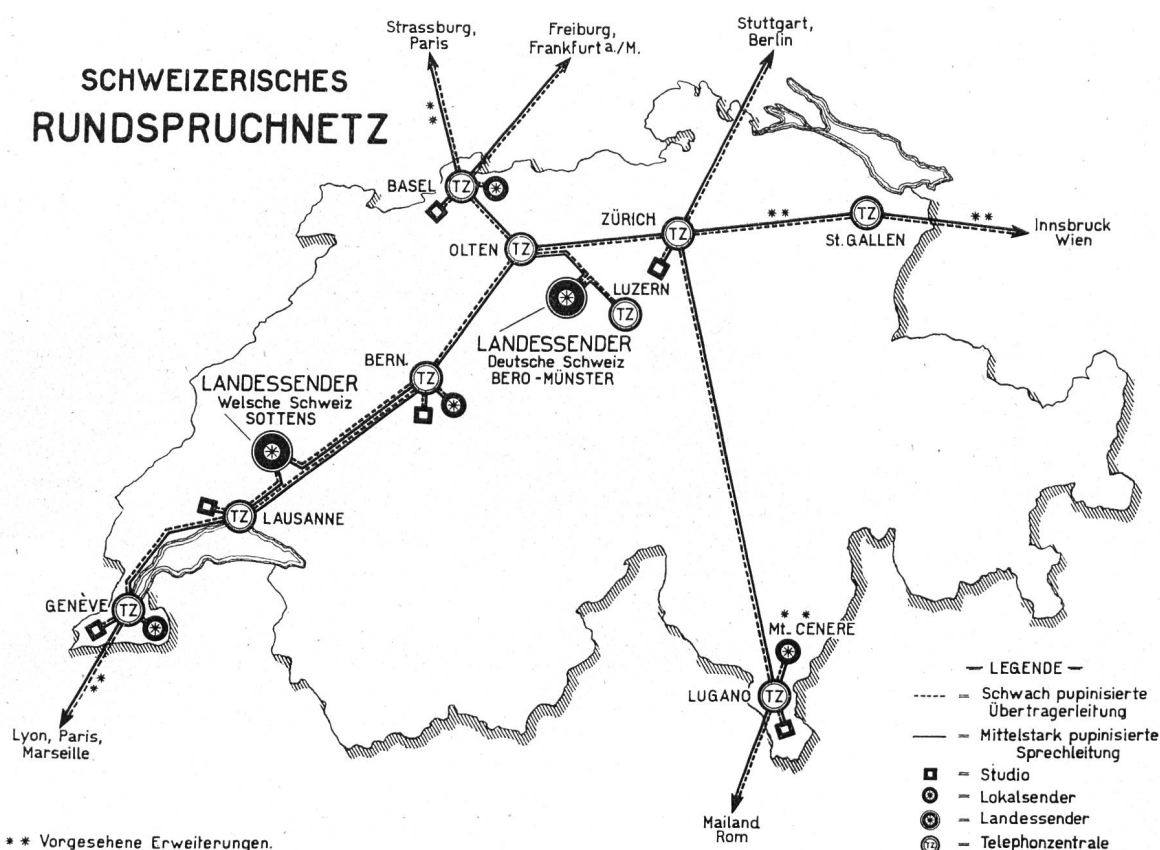 SCHWEIZERISCHES
RUNDSPRUCHNETZ
Strassburg,
Paris
Freiburg,
Frankfurt a./M.
Stuttgart,
Berlin
* *
BASEL
TZ
OLTEN
TZ
ZÜRICH
TZ
* *
TZ
St. GALLEN
* *
Innsbruck
Wien
LUZERN
TZ
LANDESSENDER
Deutsche Schweiz
BERO-MÜNSTER
BERN.
TZ
LANDESSENDER
Welsche Schweiz
SOTTENS
TZ
LAUSANNE
GENÈVE
TZ
* *
Lyon, Paris,
Marseille
* *
Mt. CENERE
LUGANO
TZ
Mailand
Rom
— LEGENDE —
----- = Schwach pupinisierte
Übertragerleitung
—— = Mittelstark pupinisierte
Sprechleitung
= Studio
= Lokalsender
= Landessender
TZ = Telephonzentrale
* * Vorgesehene Erweiterungen.